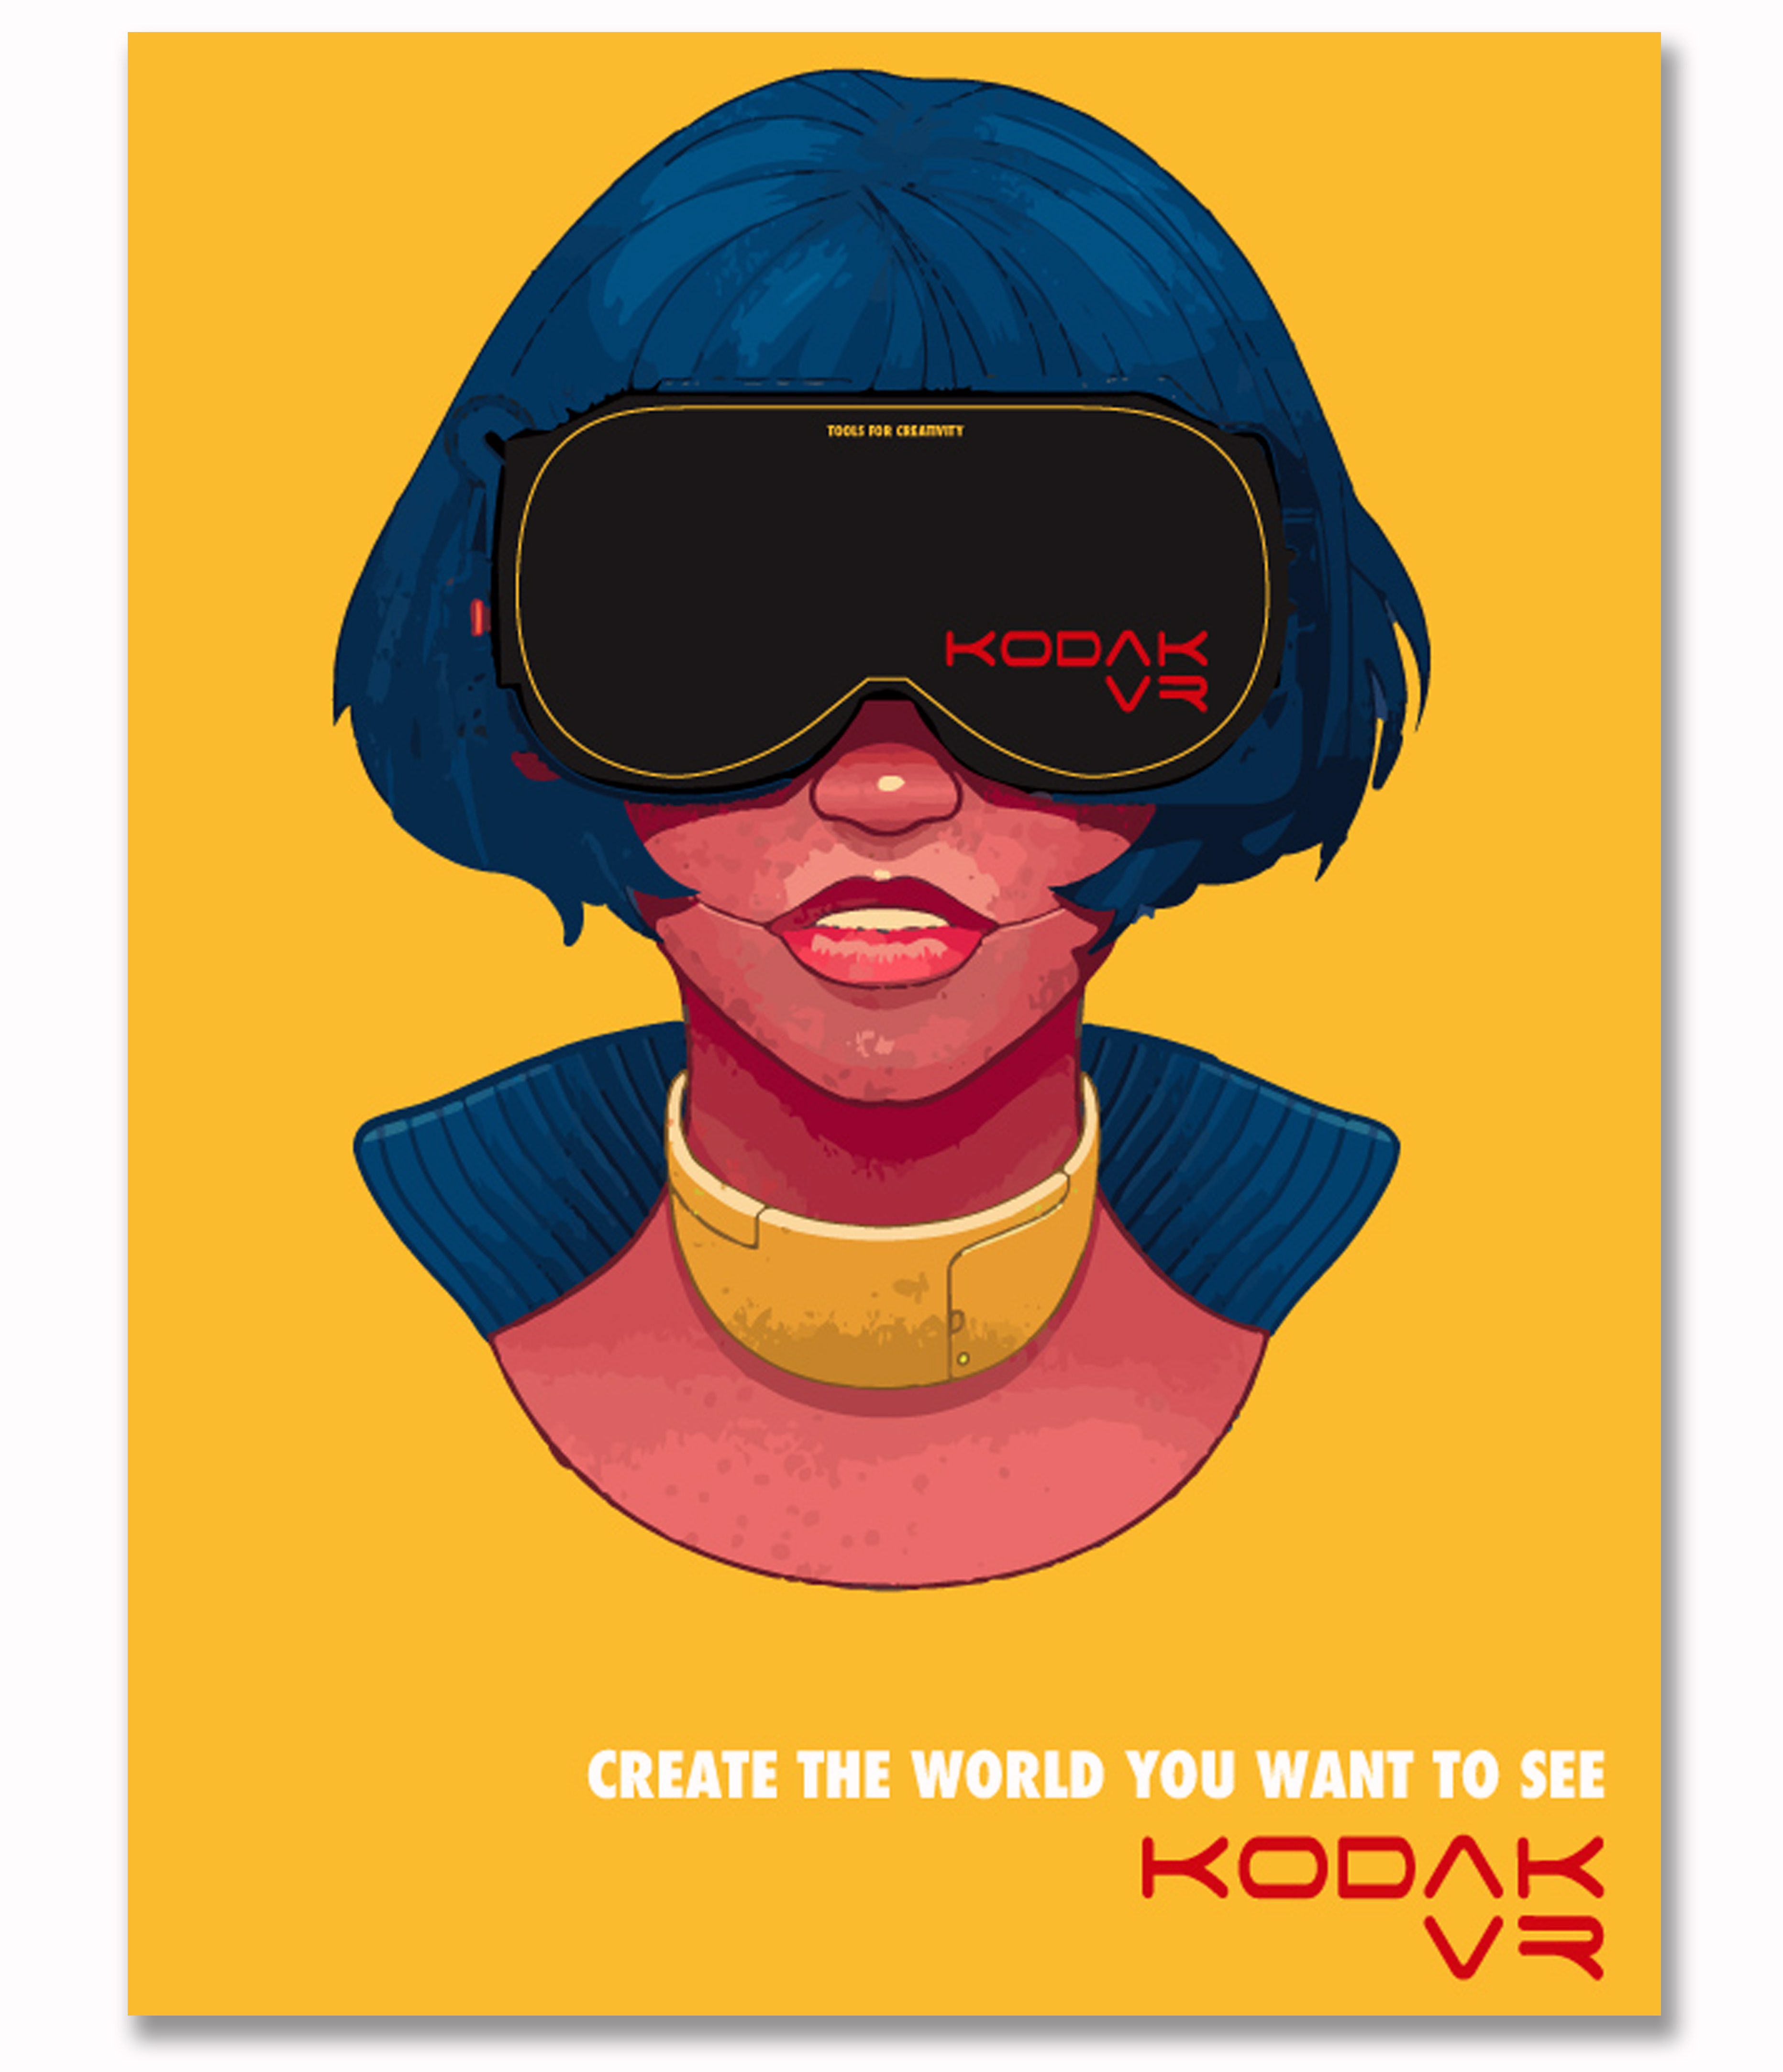 TOOLS FOR CREATIVITY
KODAK
VR
CREATE THE WORLD YOU WANT TO SEE
KODAK
VR